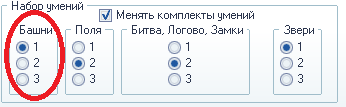 Набор умений
Менять комплекты умений
Башни Поля Битва, Логово, Замки Звери
1 1 1 1
2 2 2 2
3 3 3 3